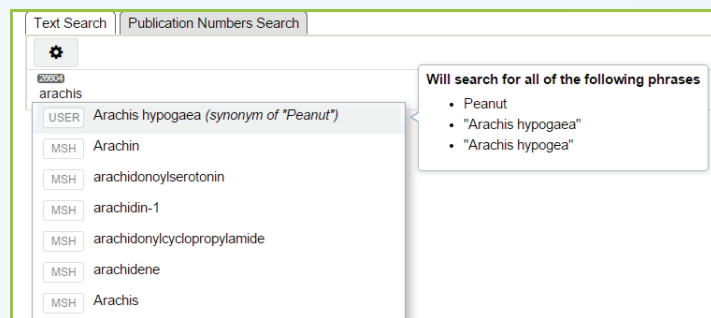 Text Search
Publication Numbers Search
26804
arachis
USER Arachis hypogaea (synonym of "Peanut")
MSH Arachin
MSH arachidonoylserotonin
MSH arachidin-1
MSH arachidonylcyclopropylamide
MSH arachidene
MSH Arachis
Will search for all of the following phrases
• Peanut
• "Arachis hypogaea"
• "Arachis hypogea"